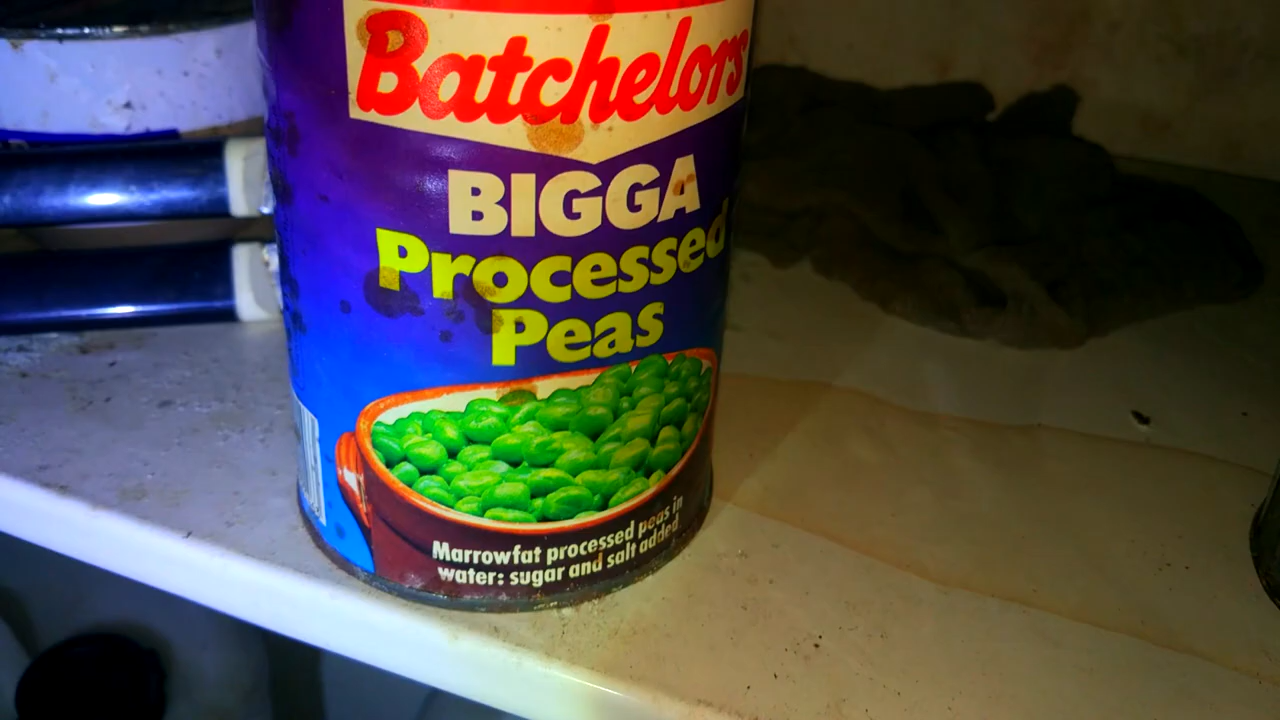 Batchelors
BIGGA
Processed
Peas
Marrowfat processed peas in
water: sugar and salt added